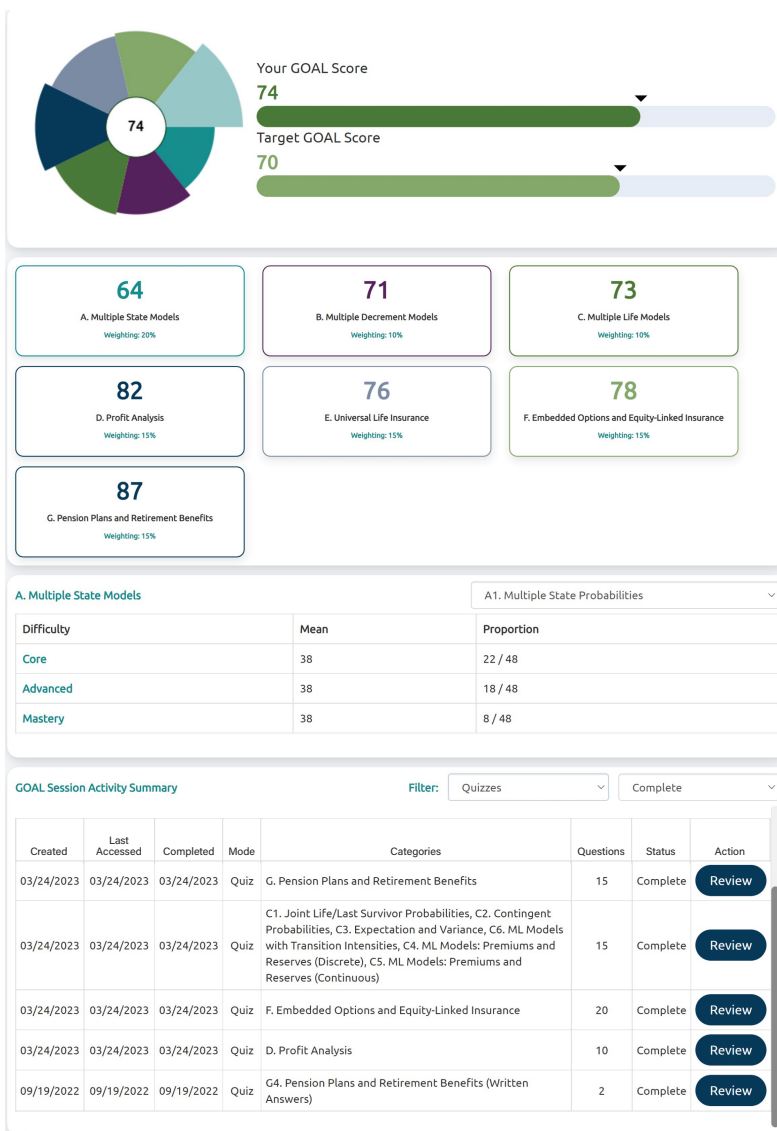 74
Your GOAL Score
74
Target GOAL Score
70
64
A. Multiple State Models
Weighting: 20%
71
B. Multiple Decrement Models
Weighting: 10%
73
C. Multiple Life Models
Weighting: 10%
82
D. Profit Analysis
Weighting: 15%
76
E. Universal Life Insurance
Weighting: 15%
78
F. Embedded Options and Equity-Linked Insurance
Weighting: 15%
87
G. Pension Plans and Retirement Benefits
Weighting: 15%
A. Multiple State Models
A1. Multiple State Probabilities
Difficulty Mean Proportion
Core 38 22 / 48
Advanced 38 18 / 48
Mastery 38 8 / 48
GOAL Session Activity Summary
Filter: Quizzes Complete
Created Last Accessed Completed Mode Categories Questions Status Action
03/24/2023 03/24/2023 03/24/2023 Quiz G. Pension Plans and Retirement Benefits 15 Complete Review
C1. Joint Life/Last Survivor Probabilities, C2. Contingent
Probabilities, C3. Expectation and Variance, C6. ML Models
03/24/2023 03/24/2023 03/24/2023 Quiz with Transition Intensities, C4. ML Models: Premiums and 15 Complete Review
Reserves (Discrete), C5. ML Models: Premiums and
Reserves (Continuous)
03/24/2023 03/24/2023 03/24/2023 Quiz F. Embedded Options and Equity-Linked Insurance 20 Complete Review
03/24/2023 03/24/2023 03/24/2023 Quiz D. Profit Analysis 10 Complete Review
09/19/2022 09/19/2022 09/19/2022 Quiz G4. Pension Plans and Retirement Benefits (Written 2 Complete Review
Answers)